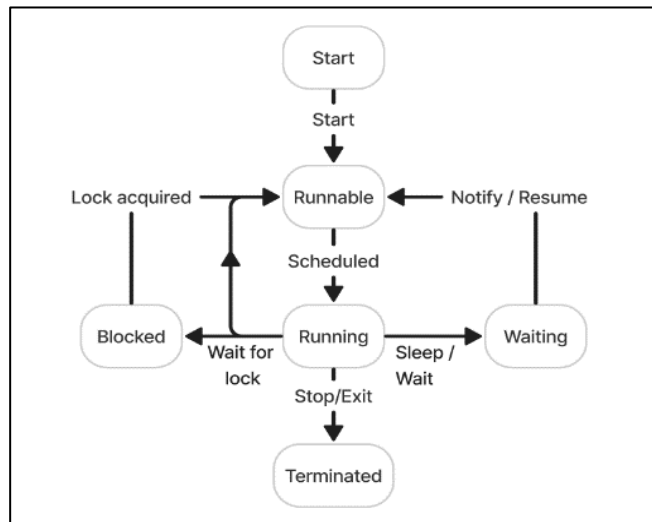 Start
Start
Lock acquired
Runnable
Notify / Resume
Scheduled
Blocked
Wait for
lock
Running
Sleep /
Wait
Waiting
Stop/Exit
Terminated